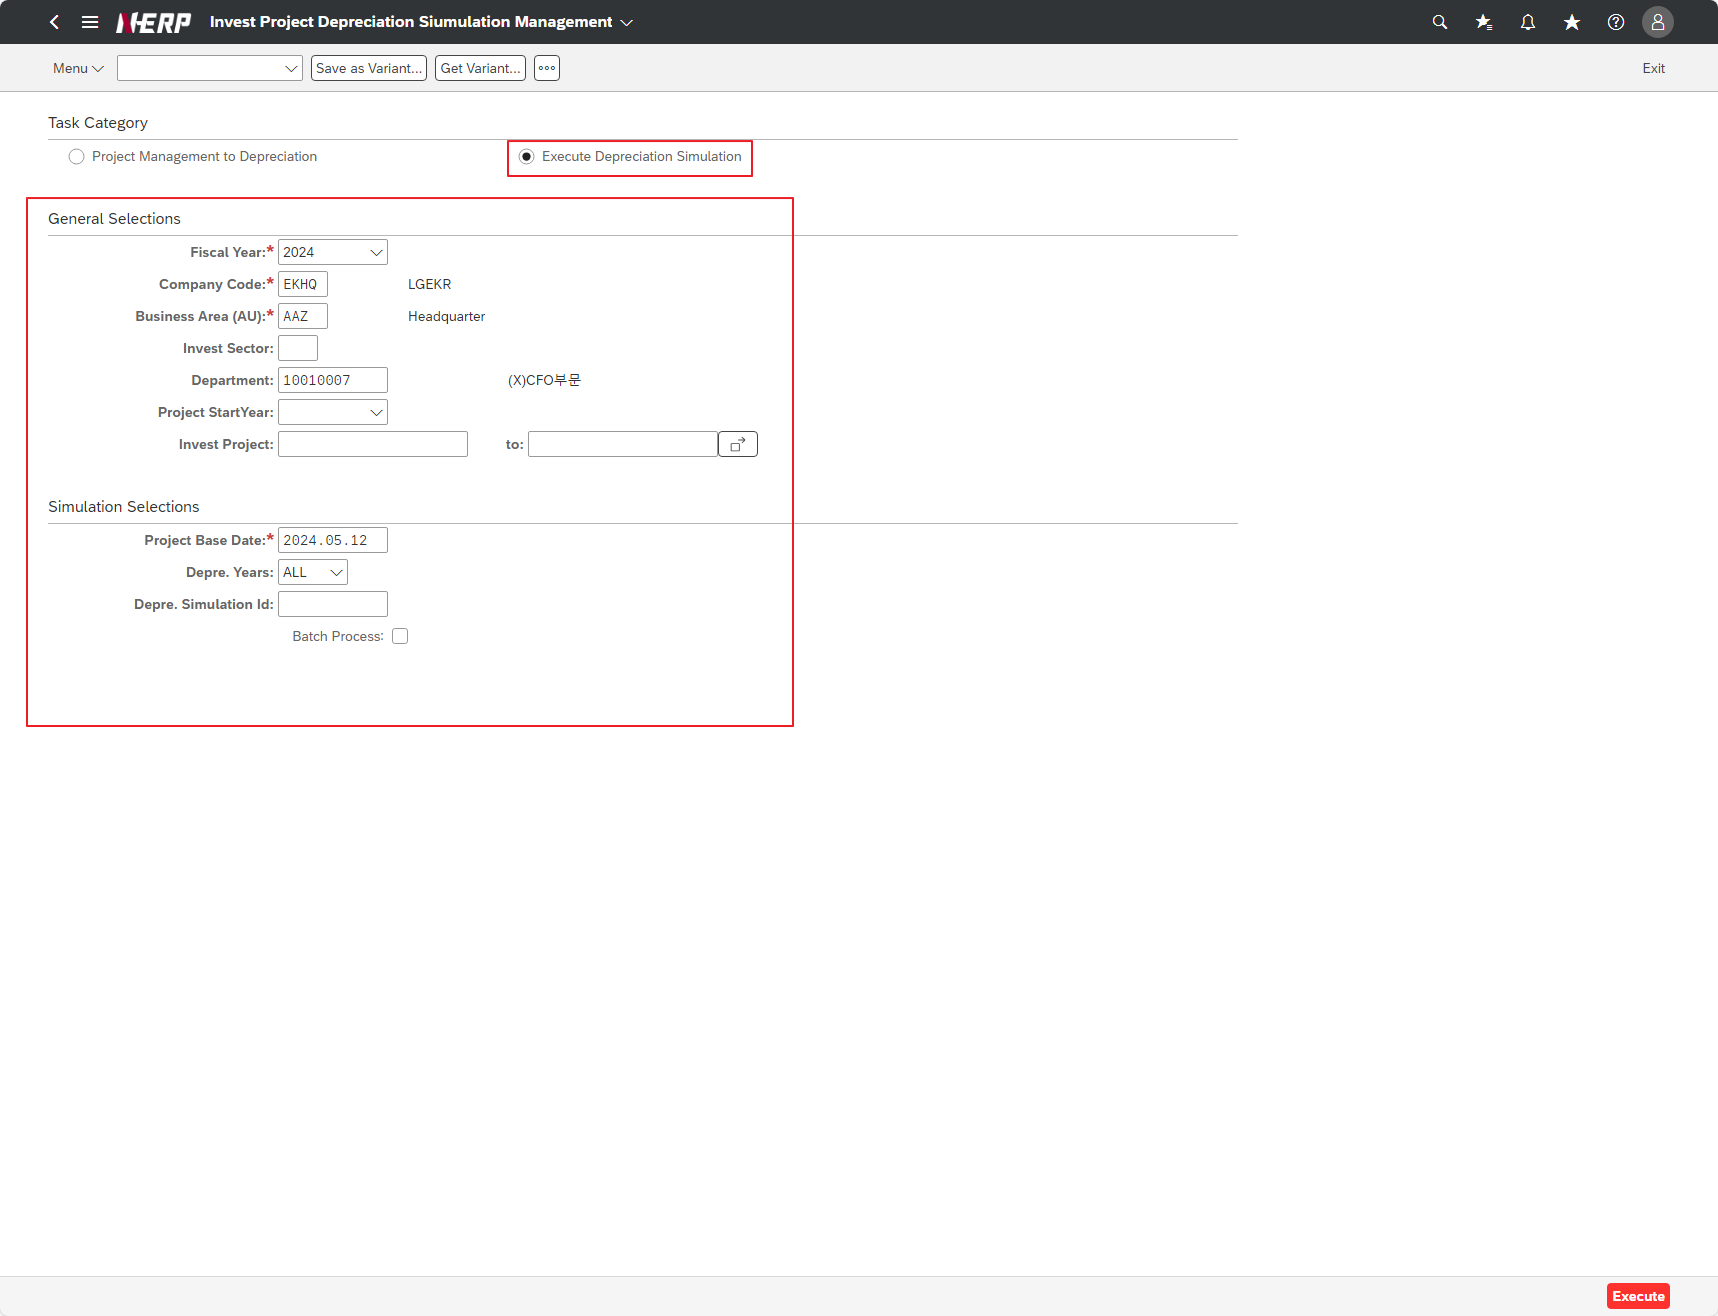 NERP Invest Project Depreciation Siumulation Management
Menu Save as Variant... Get Variant... Exit
Task Category
Project Management to Depreciation Execute Depreciation Simulation
General Selections
Fiscal Year:* 2024
Company Code:* EKHQ LGEKR
Business Area (AU):* AAZ Headquarter
Invest Sector:
Department: 10010007 (X)CFO부문
Project StartYear:
Invest Project: to:
Simulation Selections
Project Base Date:* 2024.05.12
Depre. Years: ALL
Depre. Simulation Id:
Batch Process:
Execute